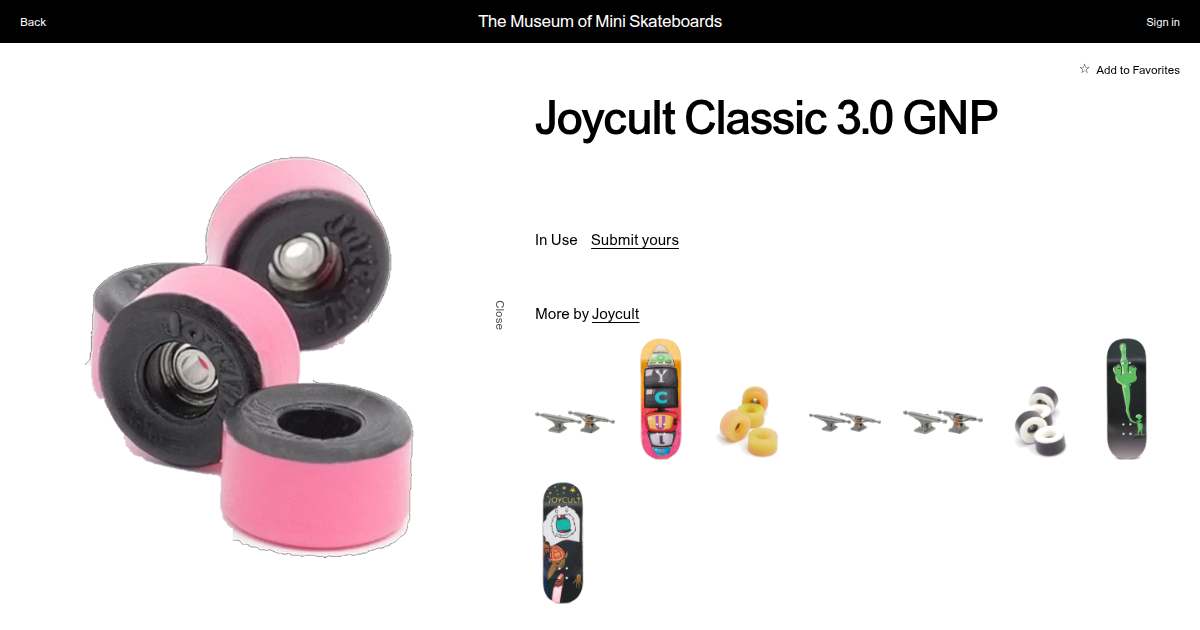 Back
The Museum of Mini Skateboards
Sign in
☆ Add to Favorites
Joycult Classic 3.0 GNP
In Use Submit yours
Close
More by Joycult
Joycult
Y
C
U
L
JOYCULT